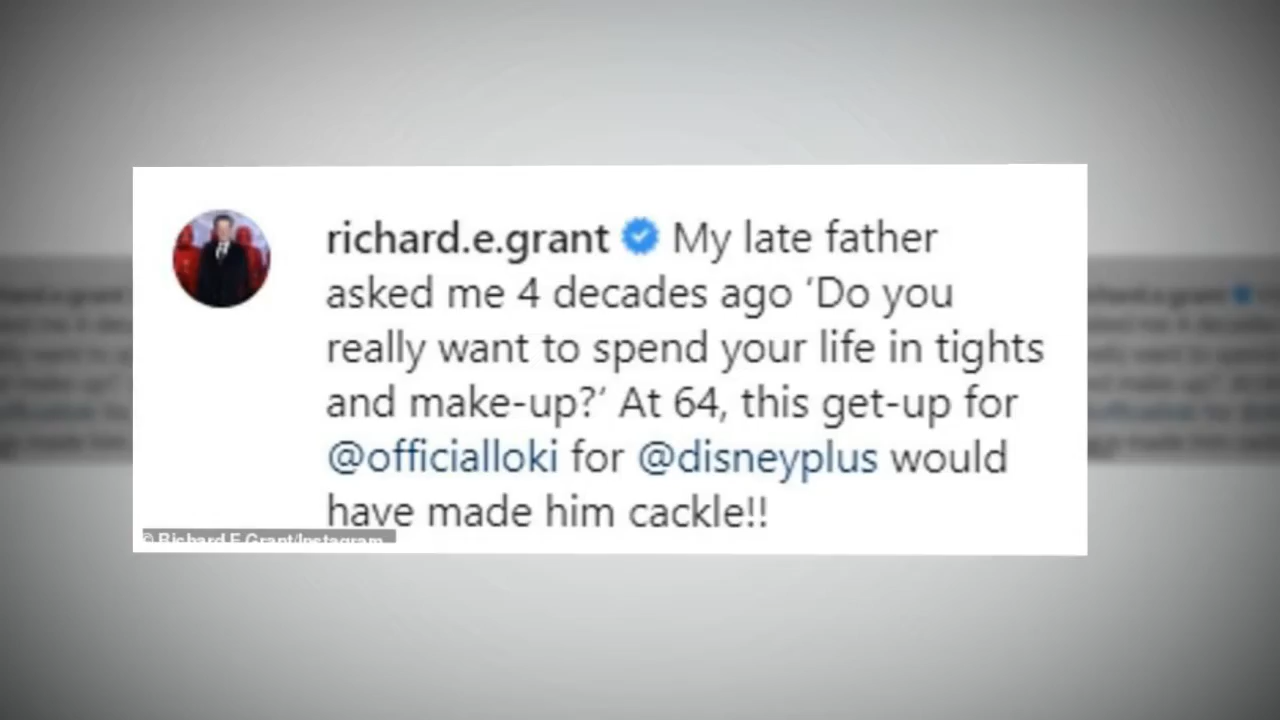 richard.e.grant My late father
asked me 4 decades ago ‘Do you
really want to spend your life in tights
and make-up?’ At 64, this get-up for
@officialloki for @disneyplus would
have made him cackle!!
© Richard E Grant/Instagram